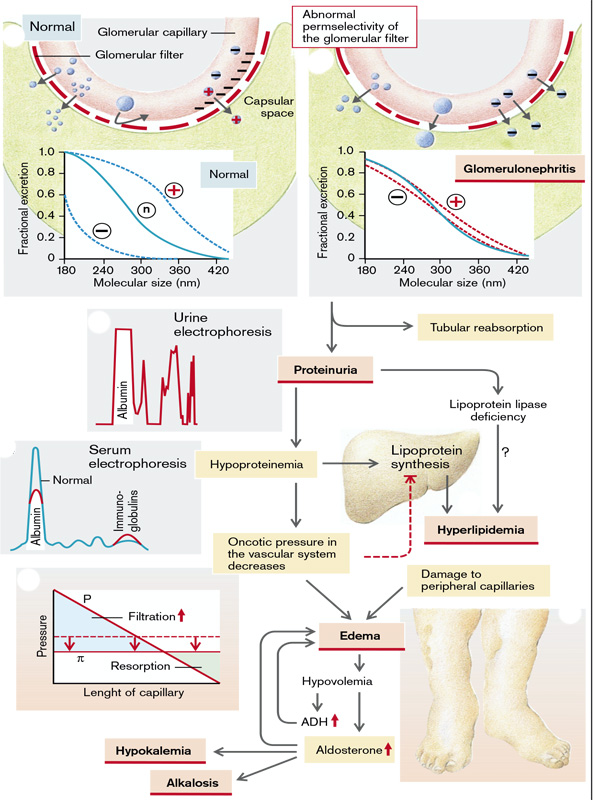 Normal
Glomerular capillary
Glomerular filter
Capsular
space
Abnormal
permselectivity of
the glomerular filter
Fractional excretion
1.0
0.8
0.6
0.4
0.2
0
180 240 300 360 420
Molecular size (nm)
Normal
+
n
−
Fractional excretion
1.0
0.8
0.6
0.4
0.2
0
180 240 300 360 420
Molecular size (nm)
Glomerulonephritis
−
+
Urine
electrophoresis
Albumin
Tubular reabsorption
Proteinuria
Lipoprotein lipase
deficiency
?
Serum
electrophoresis
Normal
Albumin
Immuno-
globulins
Hypoproteinemia
Lipoprotein
synthesis
Hyperlipidemia
Oncotic pressure in
the vascular system
decreases
Damage to
peripheral capillaries
Pressure
P
Filtration
π
Resorption
Lenght of capillary
Edema
Hypovolemia
ADH
Aldosterone
Hypokalemia
Alkalosis